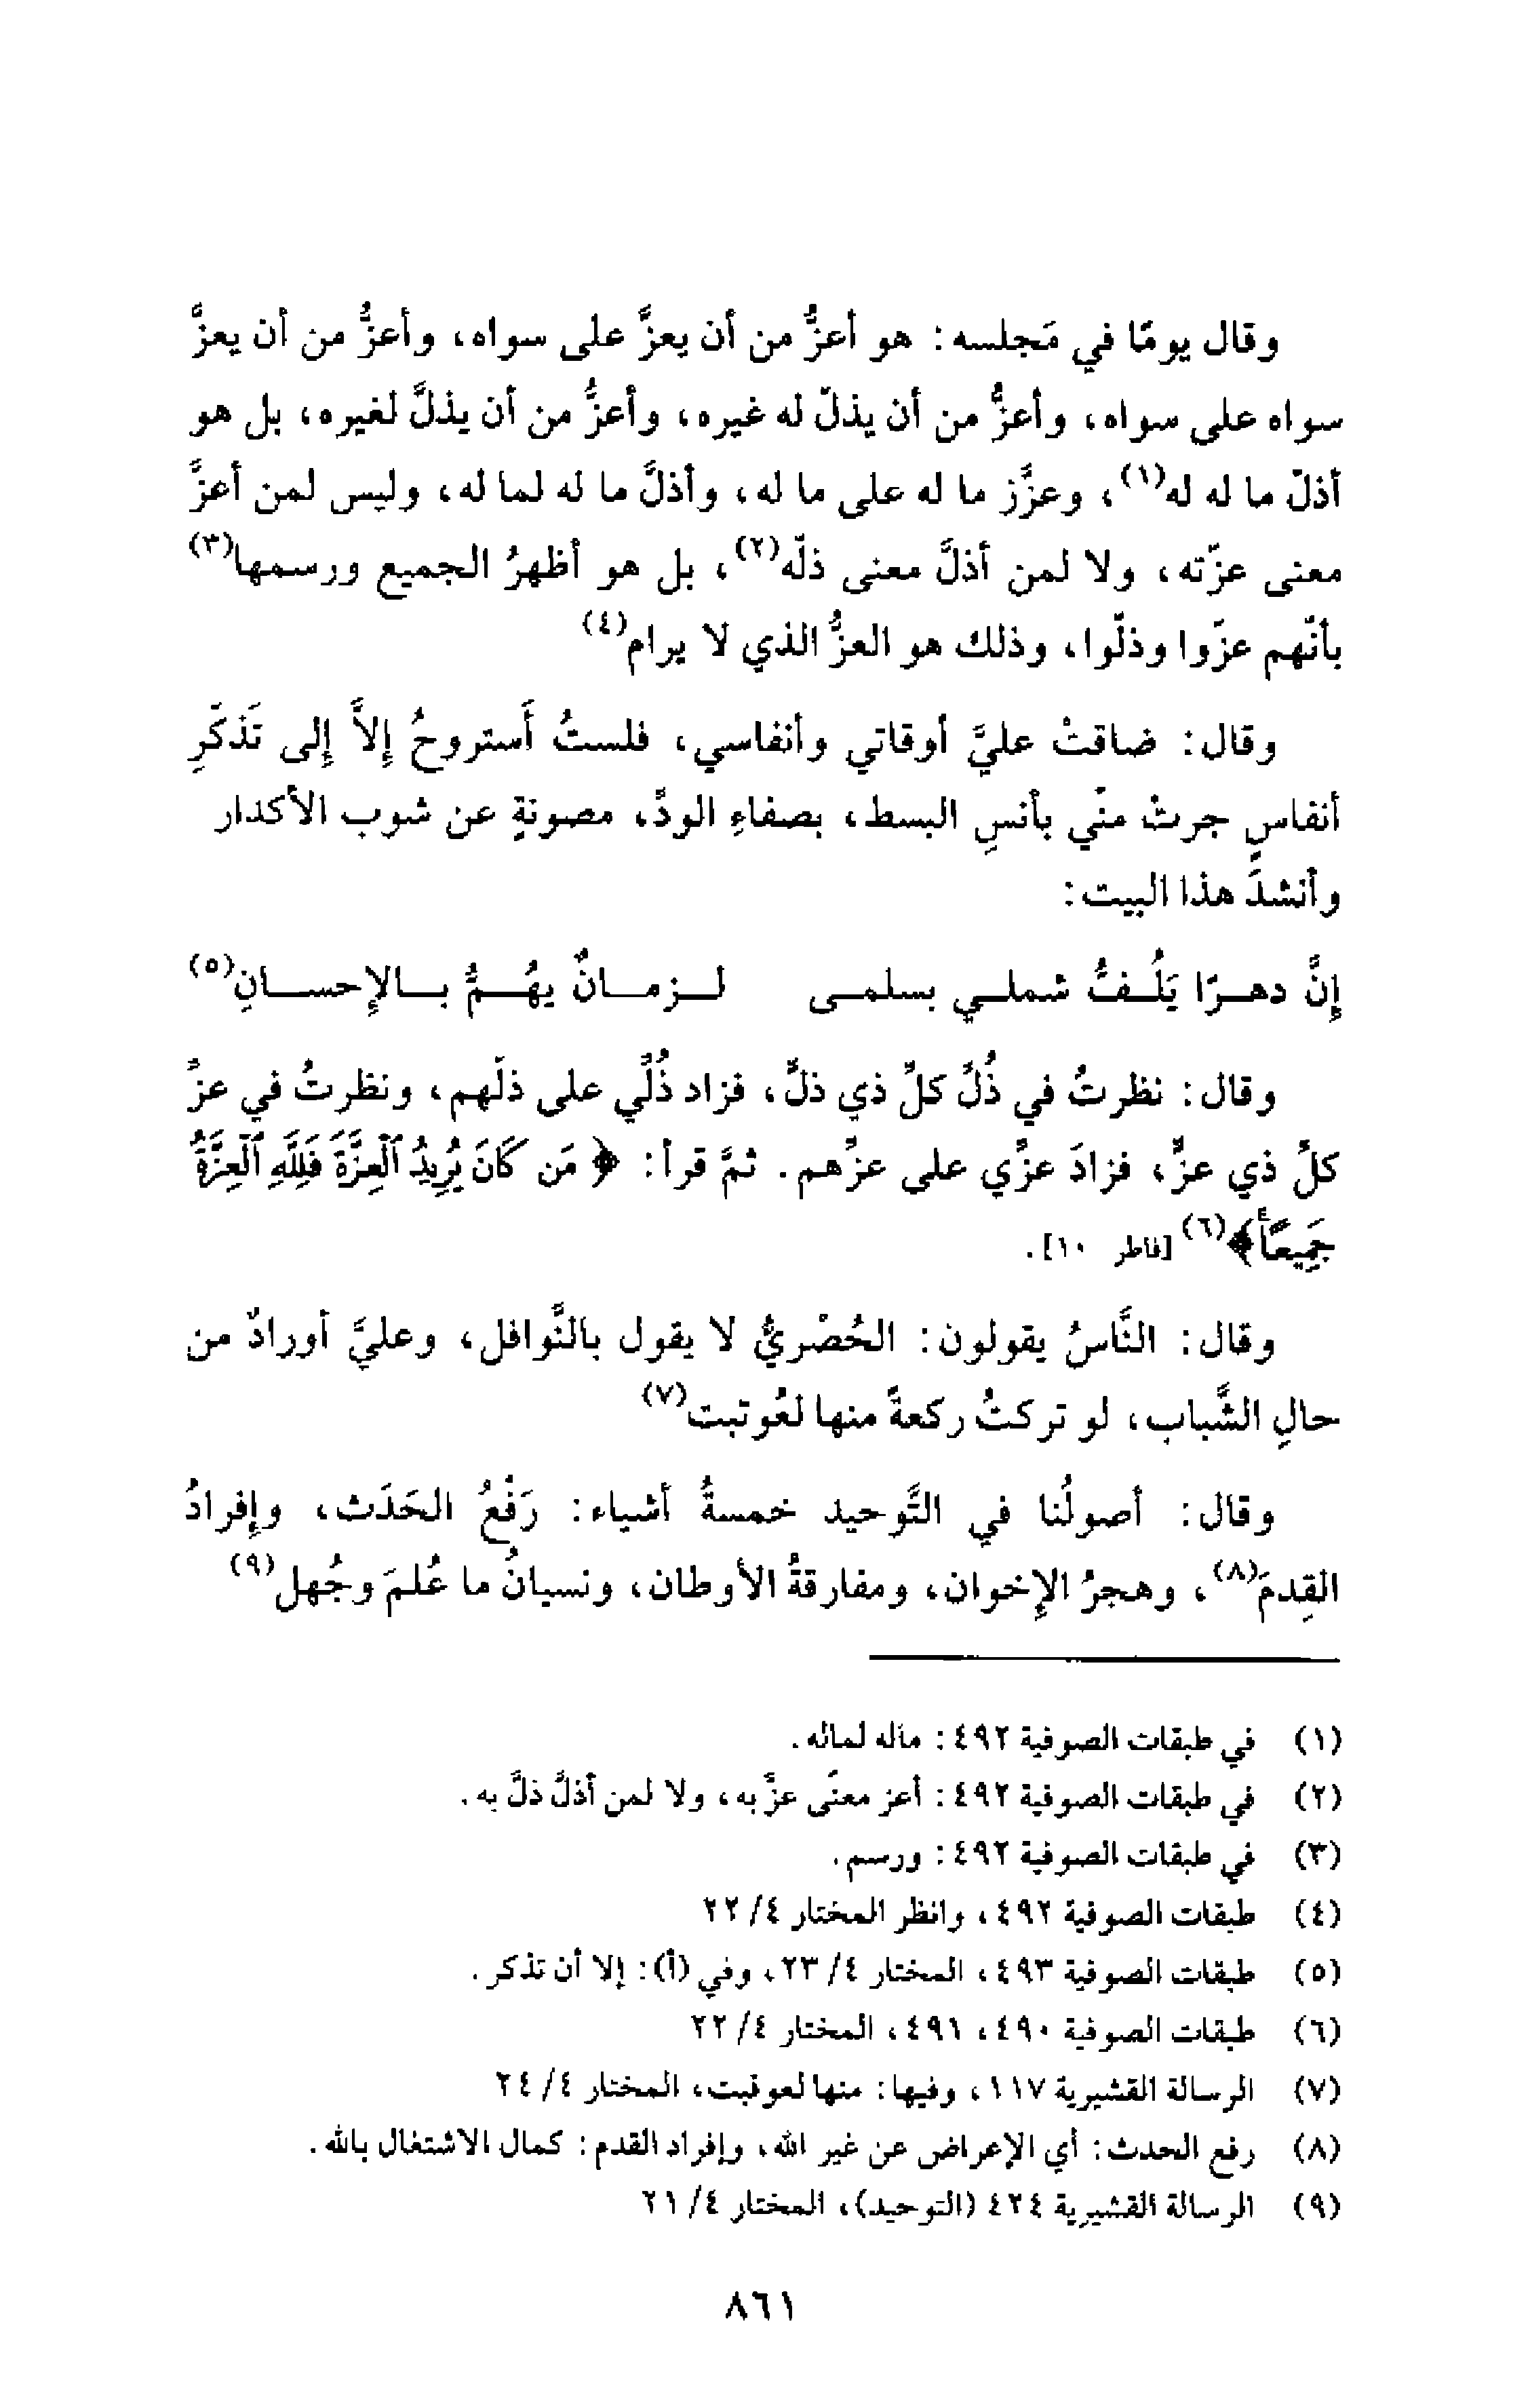 وقال يومًا في مَجلسه: هو أعزُّ من أن يعزَّ على سواه، وأعزُّ من أن يعزَّ
سواه على سواه، وأعزُّ من أن يذلّ له غيره، وأعزُّ من أن يذلَّ لغيره، بل هو
أذلّ ما له له(١)، وعزَّز ما له على ما له، وأذلَّ ما له لما له، وليس لمن أعزَّ
معنى عزّته، ولا لمن أذلَّ معنى ذلّه(٢)، بل هو أظهرُ الجميع ورسمها(٣)
بأنّهم عزّوا وذلّوا، وذلك هو العزُّ الذي لا يرام(٤)
وقال: ضاقتْ عليَّ أوقاتي وأنفاسي، فلستُ أَستروحُ إلاَّ إلى تَذكّرِ
أنفاسٍ جرتْ منّي بأنسِ البسط، بصفاءِ الودِّ، مصونةٍ عن شوب الأكدار
وأنشدَ هذا البيت:
إنَّ دهـرًا يَلُـفُّ شملـي بسلمـى لـزمـانٌ يهُـمُّ بـالإحسـانِ(٥)
وقال: نظرتُ في ذُلِّ كلِّ ذي ذلٍّ، فزاد ذُلِّي على ذلّهم، ونظرتُ في عزِّ
كلِّ ذي عزٍّ، فزادَ عزِّي على عزِّهم. ثمَّ قرأ: ﴿مَن كَانَ يُرِيدُ ٱلْعِزَّةَ فَلِلَّهِ ٱلْعِزَّةُ
جَمِيعًا﴾(٦) [فاطر ١٠].
وقال: النَّاسُ يقولون: الحُصْريُّ لا يقول بالنَّوافل، وعليَّ أورادٌ من
حالِ الشَّباب، لو تركتُ ركعةً منها لعُوتبت(٧)
وقال: أصولُنا في التَّوحيد خمسةُ أشياء: رَفْعُ الحَدَث، وإفرادُ
القِدمَ(٨)، وهجرُ الإخوان، ومفارقةُ الأوطان، ونسيانُ ما عُلمَ وجُهل(٩)
(١) في طبقات الصوفية ٤٩٢: ماله لماله.
(٢) في طبقات الصوفية ٤٩٢: أعز معنًى عزَّ به، ولا لمن أذلَّ ذلَّ به.
(٣) في طبقات الصوفية ٤٩٢: ورسم.
(٤) طبقات الصوفية ٤٩٢، وانظر المختار ٤/ ٢٢
(٥) طبقات الصوفية ٤٩٣، المختار ٤/ ٢٣، وفي (أ): إلا أن تذكر.
(٦) طبقات الصوفية ٤٩٠، ٤٩١، المختار ٤/ ٢٢
(٧) الرسالة القشيرية ١١٧، وفيها: منها لعوقبت، المختار ٤/ ٢٤
(٨) رفع الحدث: أي الإعراض عن غير الله، وإفراد القدم: كمال الاشتغال بالله.
(٩) الرسالة القشيرية ٤٢٤ (التوحيد)، المختار ٤/ ٢١
٨٦١